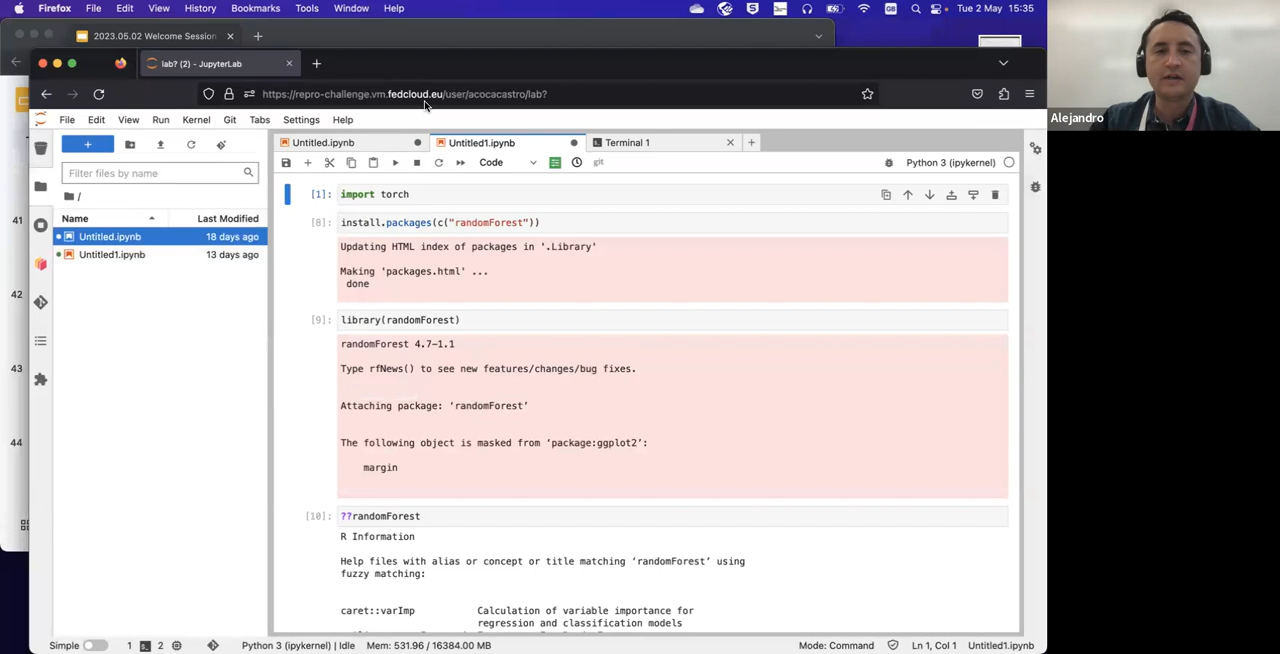 Firefox File Edit View History Bookmarks Tools Window Help Tue 2 May 15:35
2023.05.02 Welcome Session
lab? (2) - JupyterLab
https://repro-challenge.vm.fedcloud.eu/user/acocacastro/lab?
Alejandro
File Edit View Run Kernel Git Tabs Settings Help
Untitled.ipynb Untitled1.ipynb Terminal 1
Code git Python 3 (ipykernel)
Filter files by name
/
Name Last Modified
Untitled.ipynb 18 days ago
Untitled1.ipynb 13 days ago
41
42
43
44
[1]: import torch
[8]: install.packages(c("randomForest"))
Updating HTML index of packages in '.Library'
Making 'packages.html' ...
done
[9]: library(randomForest)
randomForest 4.7-1.1
Type rfNews() to see new features/changes/bug fixes.
Attaching package: ‘randomForest’
The following object is masked from ‘package:ggplot2’:
margin
[10]: ??randomForest
R Information
Help files with alias or concept or title matching ‘randomForest’ using
fuzzy matching:
caret::varImp Calculation of variable importance for
regression and classification models
Simple 1 2 Python 3 (ipykernel) | Idle Mem: 531.96 / 16384.00 MB Mode: Command Ln 1, Col 1 Untitled1.ipynb